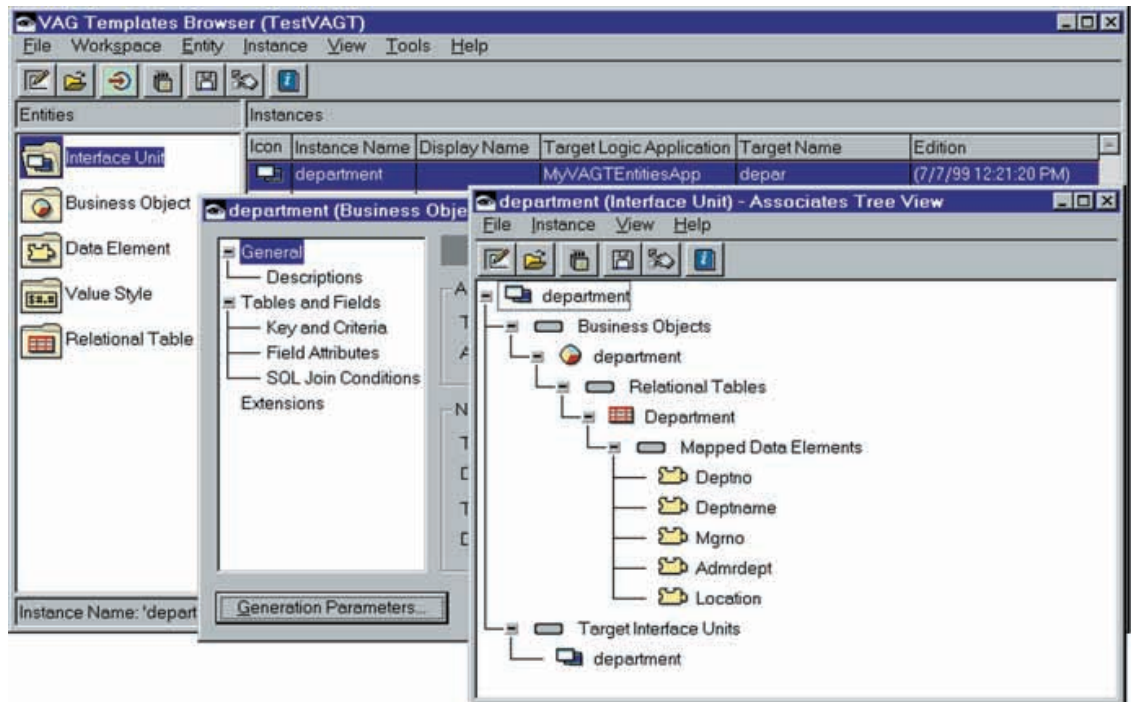 VAG Templates Browser (TestVAGT)
File Workspace Entity Instance View Tools Help
Entities
Instances
Icon Instance Name Display Name Target Logic Application Target Name Edition
department MyVAGTEntitiesApp depar (7/7/99 12:21:20 PM)
Interface Unit
Business Object
Data Element
Value Style
Relational Table
Instance Name: 'depart
department (Business Obje
General
Descriptions
Tables and Fields
Key and Criteria
Field Attributes
SQL Join Conditions
Extensions
A
T
A
N
T
D
T
D
Generation Parameters...
department (Interface Unit) - Associates Tree View
File Instance View Help
department
Business Objects
department
Relational Tables
Department
Mapped Data Elements
Deptno
Deptname
Mgrno
Admrdept
Location
Target Interface Units
department